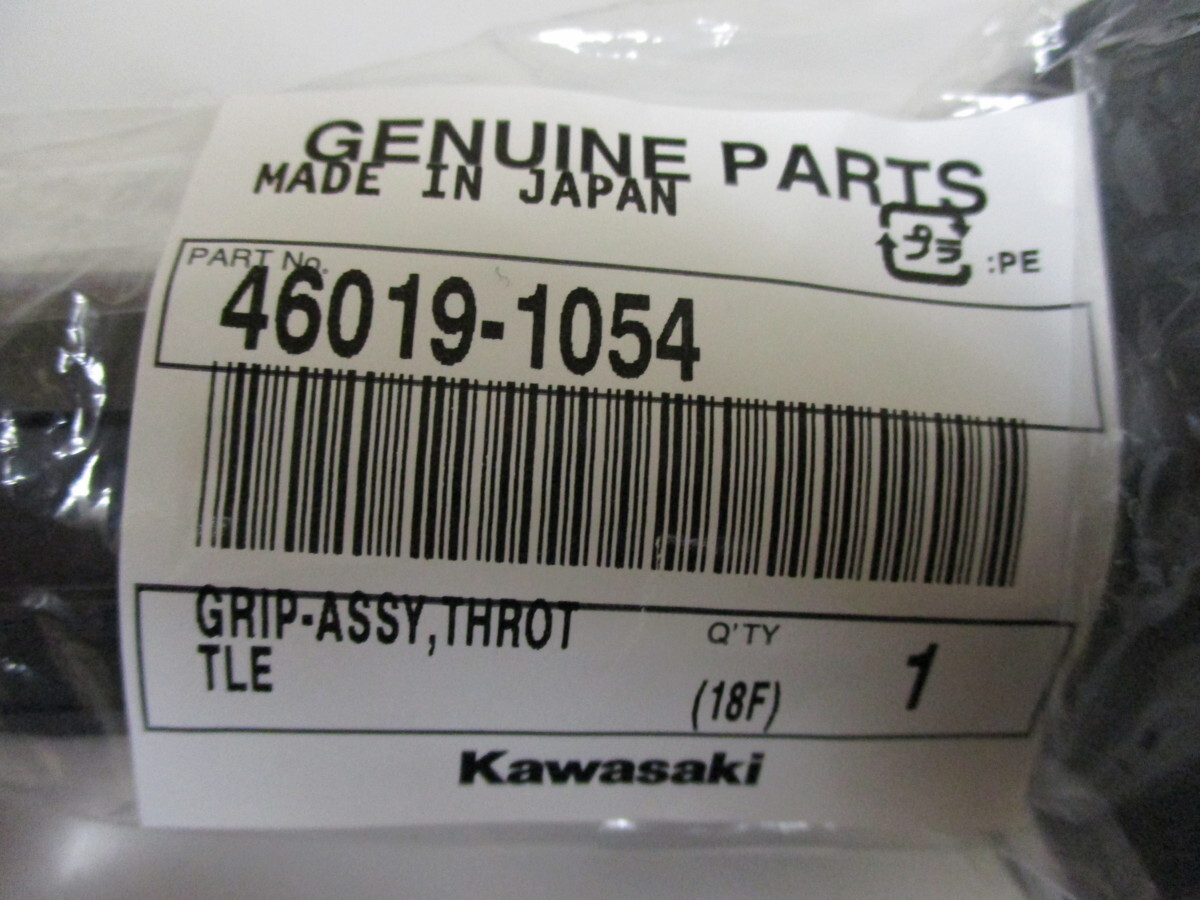 GENUINE PARTS
MADE IN JAPAN
プラ :PE
PART No.
46019-1054
GRIP-ASSY,THROT
TLE
Q'TY
(18F)
1
Kawasaki